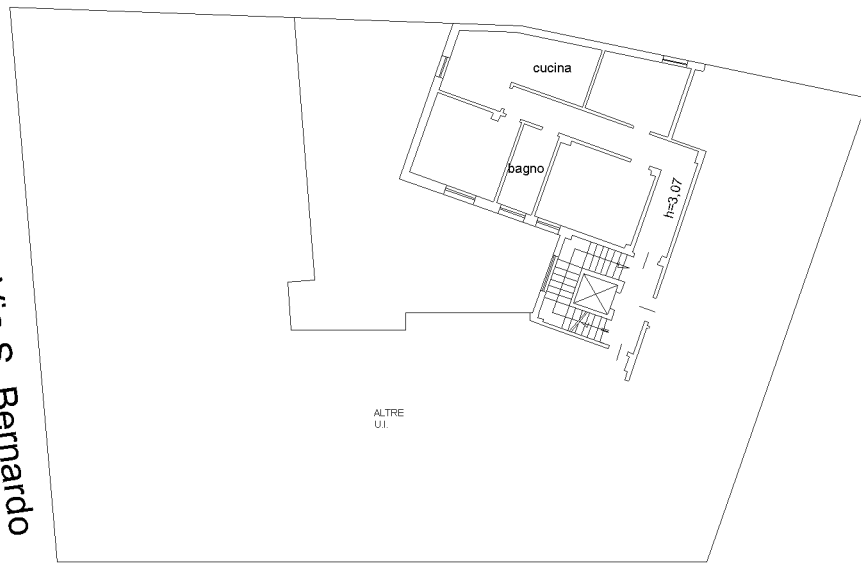 cucina
bagno
h=3,07
ALTRE
U.I.
Via S. Bernardo